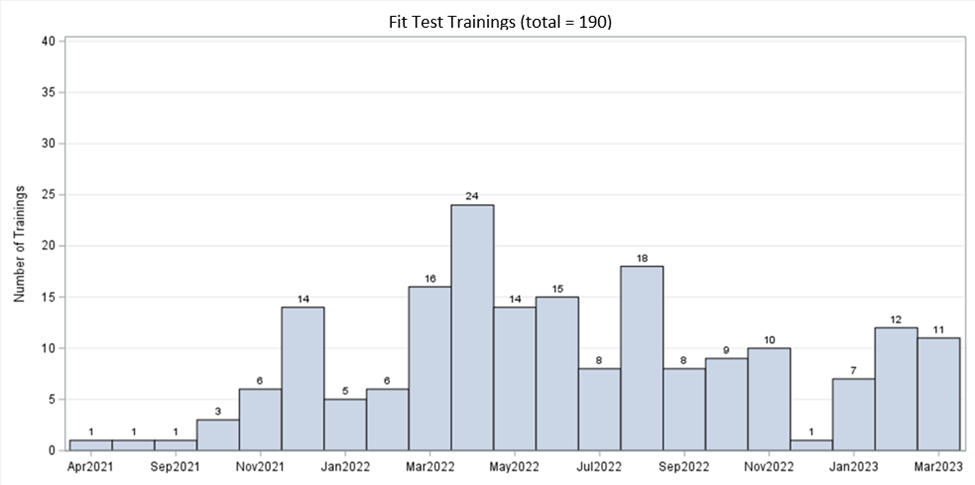 Fit Test Trainings (total = 190)
40
35
30
25
20
15
10
5
0
Number of Trainings
1 1 1 3 6 14 5 6 16 24 14 15 8 18 8 9 10 1 7 12 11
Apr2021 Sep2021 Nov2021 Jan2022 Mar2022 May2022 Jul2022 Sep2022 Nov2022 Jan2023 Mar2023